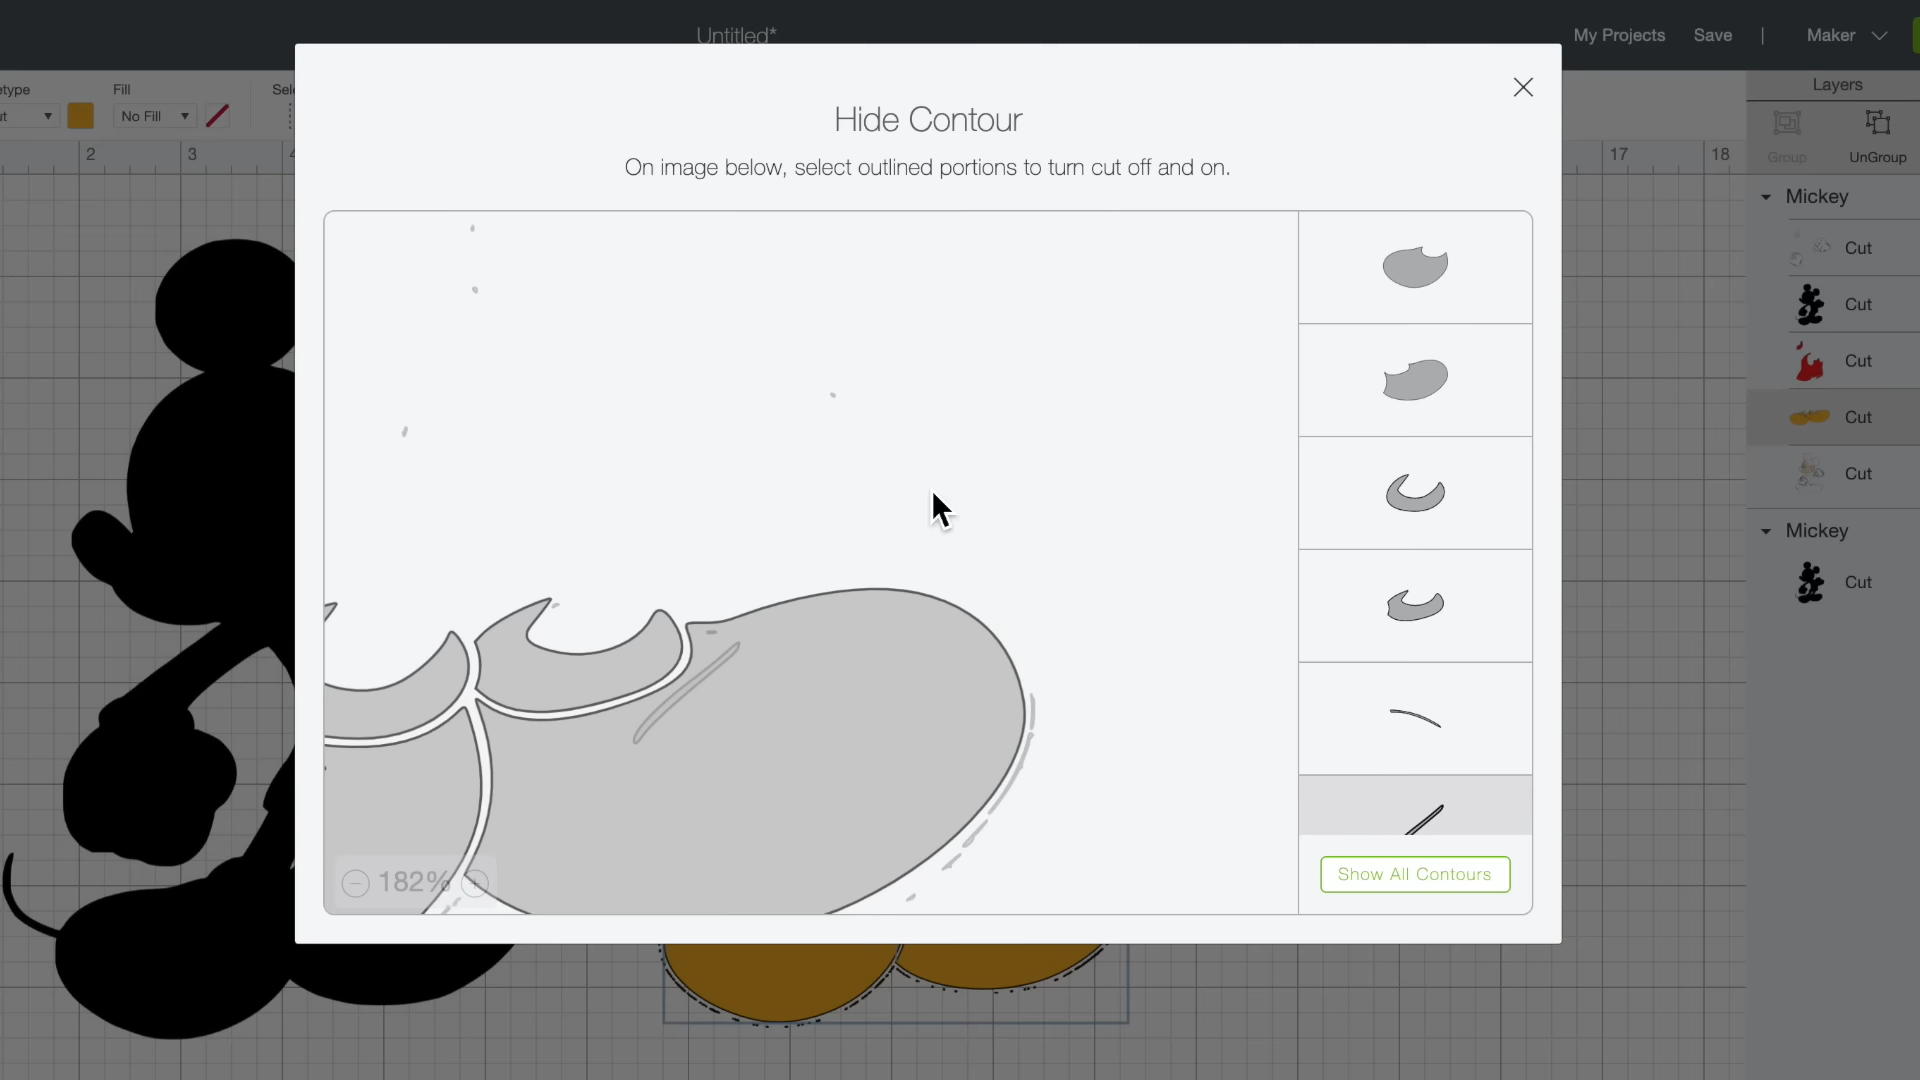 Untitled*
My Projects
Save
|
Maker
Fill
No Fill
Layers
Group
UnGroup
2
3
4
17
18
Hide Contour
On image below, select outlined portions to turn cut off and on.
182%
Show All Contours
Mickey
Cut
Cut
Cut
Cut
Cut
Mickey
Cut